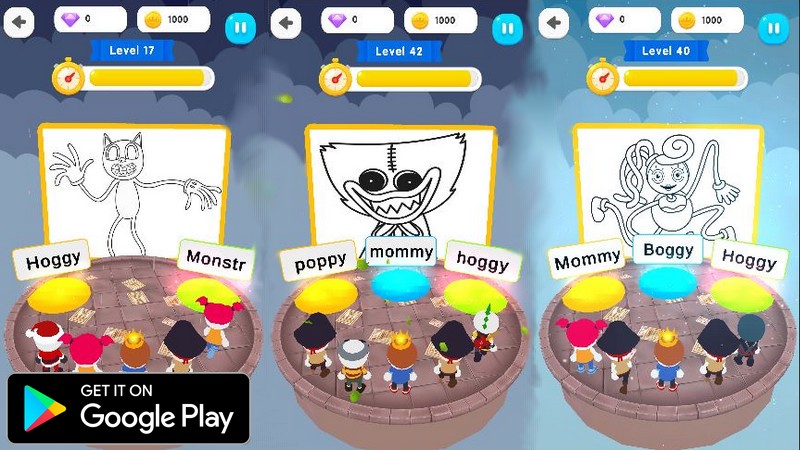 0
1000
Level 17
Hoggy
Monstr
0
1000
Level 42
poppy
mommy
hoggy
0
1000
Level 40
Mommy
Boggy
Hoggy
GET IT ON
Google Play